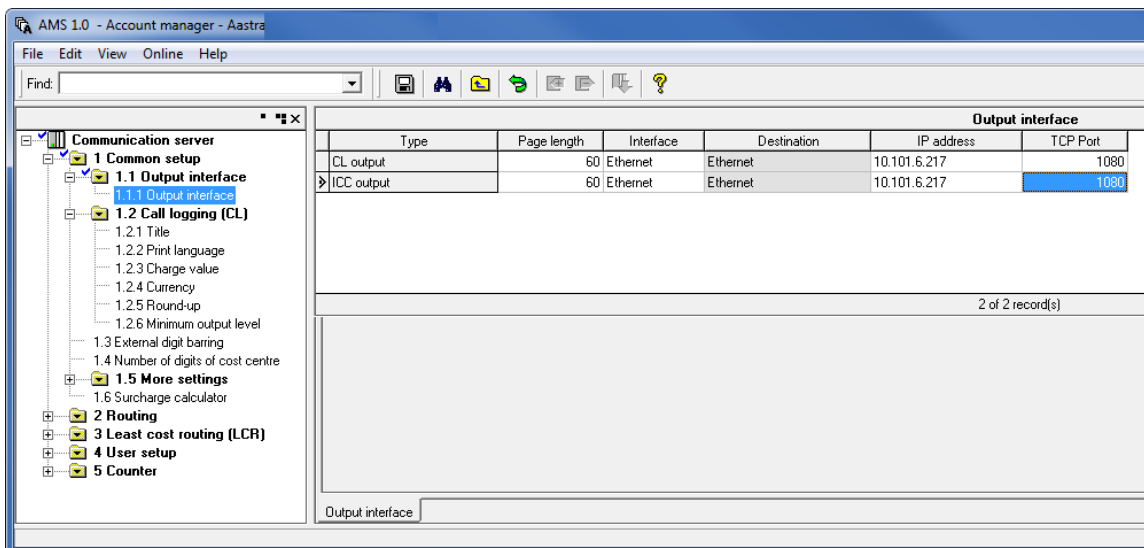 AMS 1.0 - Account manager - Aastra
File Edit View Online Help
Find:
Communication server
1 Common setup
1.1 Output interface
1.1.1 Output interface
1.2 Call logging (CL)
1.2.1 Title
1.2.2 Print language
1.2.3 Charge value
1.2.4 Currency
1.2.5 Round-up
1.2.6 Minimum output level
1.3 External digit barring
1.4 Number of digits of cost centre
1.5 More settings
1.6 Surcharge calculator
2 Routing
3 Least cost routing (LCR)
4 User setup
5 Counter
Output interface
Type Page length Interface Destination IP address TCP Port
CL output 60 Ethernet Ethernet 10.101.6.217 1080
ICC output 60 Ethernet Ethernet 10.101.6.217 1080
2 of 2 record(s)
Output interface